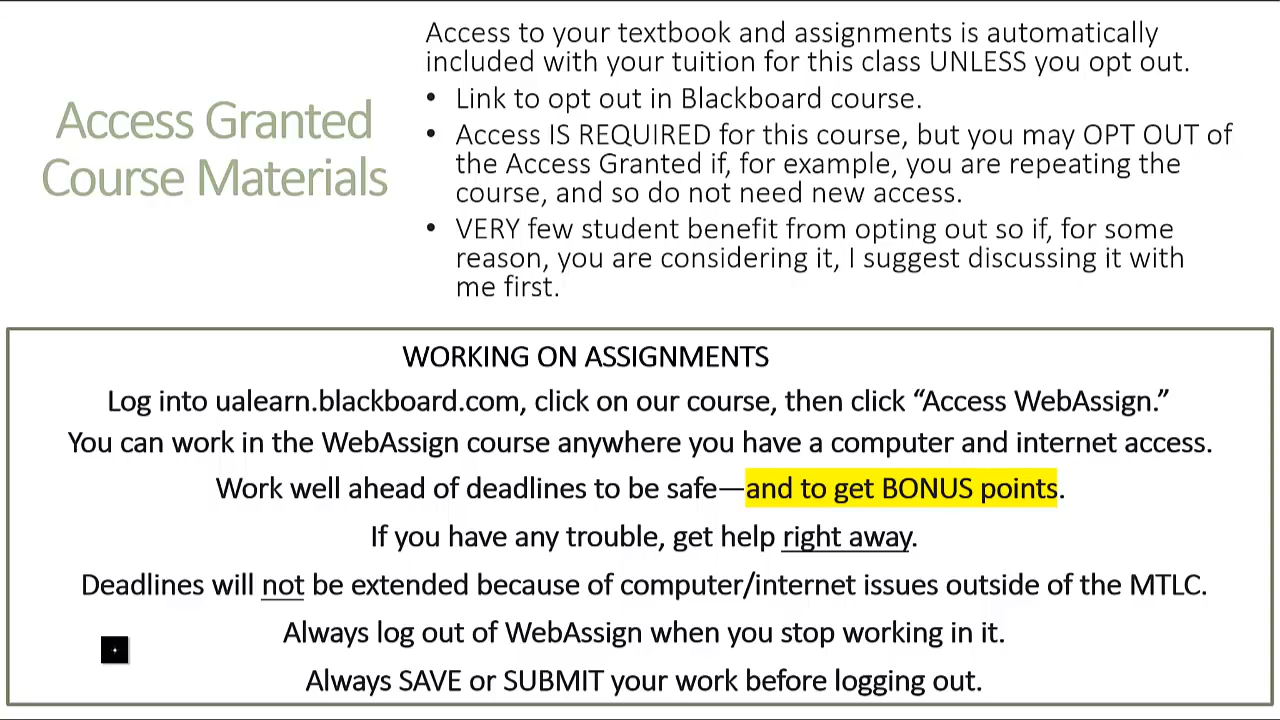 Access Granted
Course Materials
Access to your textbook and assignments is automatically
included with your tuition for this class UNLESS you opt out.
• Link to opt out in Blackboard course.
• Access IS REQUIRED for this course, but you may OPT OUT of
the Access Granted if, for example, you are repeating the
course, and so do not need new access.
• VERY few student benefit from opting out so if, for some
reason, you are considering it, I suggest discussing it with
me first.
WORKING ON ASSIGNMENTS
Log into ualearn.blackboard.com, click on our course, then click “Access WebAssign.”
You can work in the WebAssign course anywhere you have a computer and internet access.
Work well ahead of deadlines to be safe—and to get BONUS points.
If you have any trouble, get help right away.
Deadlines will not be extended because of computer/internet issues outside of the MTLC.
Always log out of WebAssign when you stop working in it.
Always SAVE or SUBMIT your work before logging out.